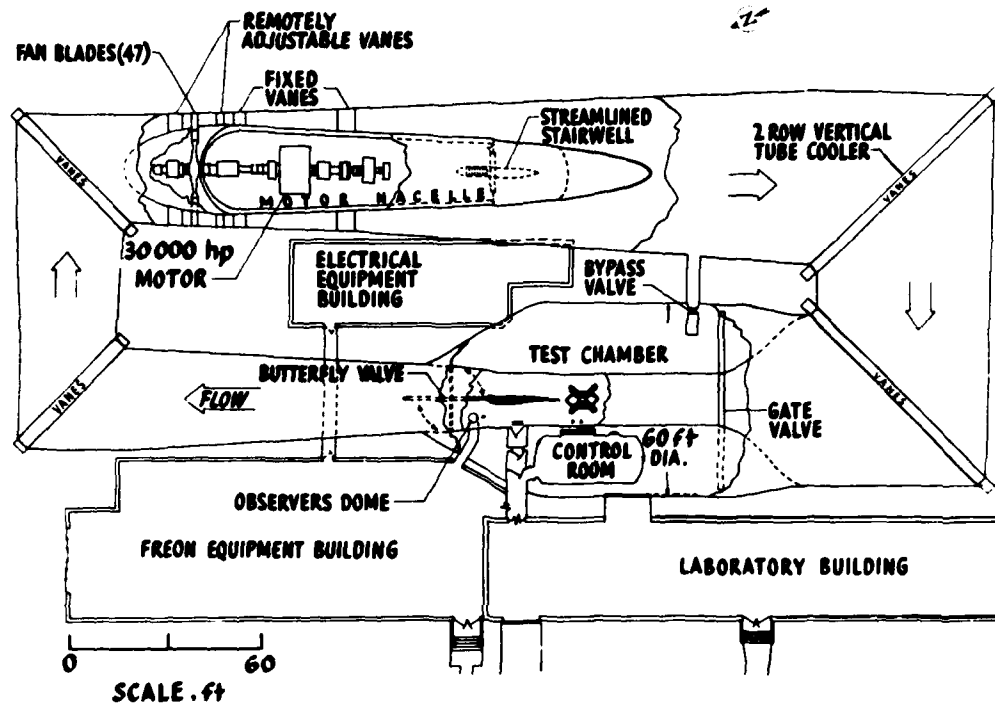 N
REMOTELY
ADJUSTABLE VANES
FAN BLADES(47)
FIXED
VANES
STREAMLINED
STAIRWELL
2 ROW VERTICAL
TUBE COOLER
VANES
VANES
MOTOR NACELLE
30000 hp
MOTOR
ELECTRICAL
EQUIPMENT
BUILDING
BYPASS
VALVE
TEST CHAMBER
BUTTERFLY VALVE
FLOW
VANES
VANES
GATE
VALVE
CONTROL
ROOM
60 ft
DIA.
OBSERVERS DOME
FREON EQUIPMENT BUILDING
LABORATORY BUILDING
0 60
SCALE . ft